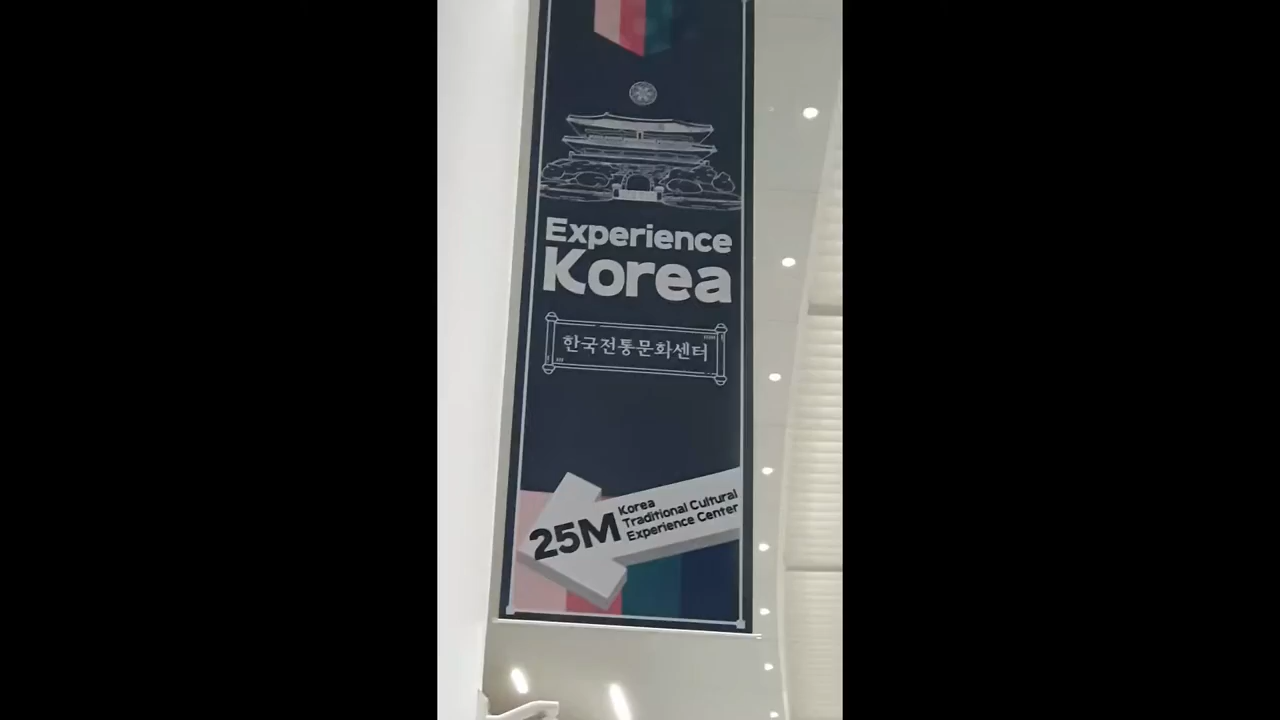 Experience
Korea
한국전통문화센터
25M
Korea
Traditional Cultural
Experience Center